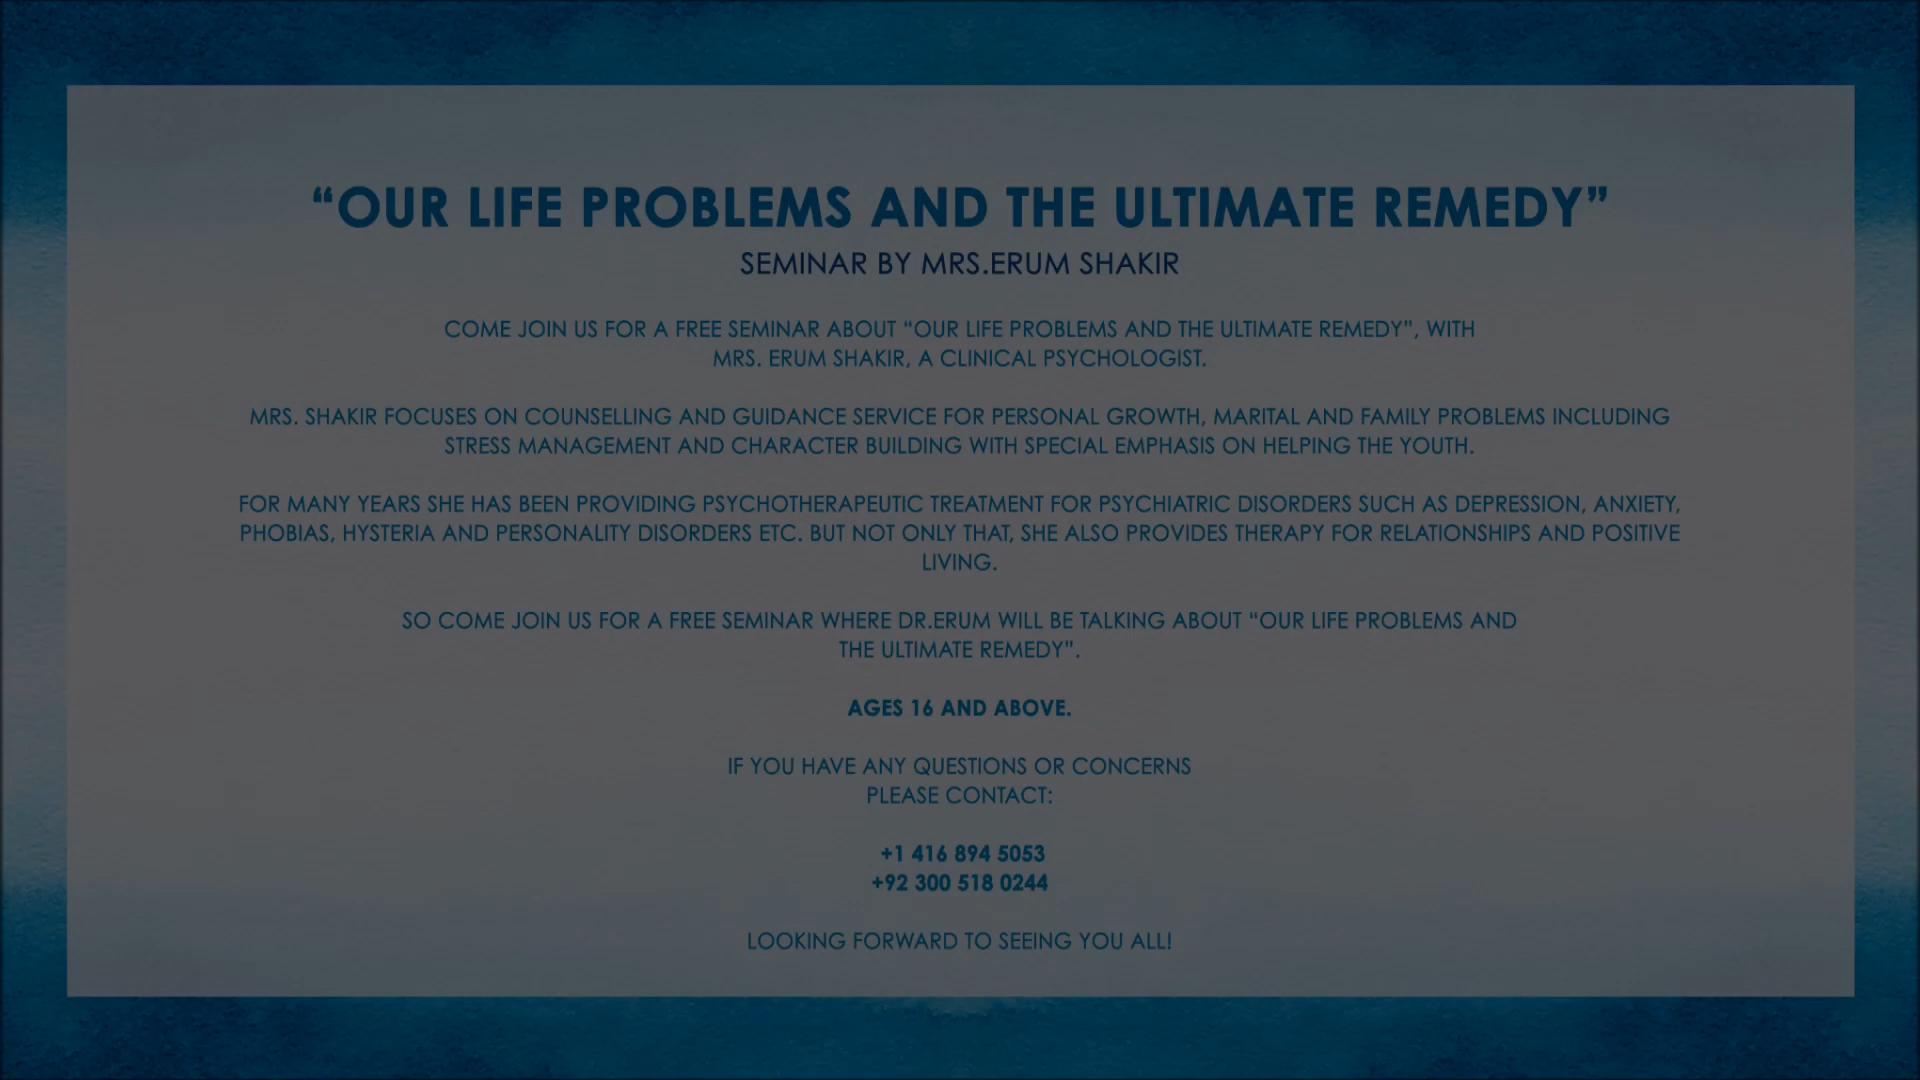 “OUR LIFE PROBLEMS AND THE ULTIMATE REMEDY”
SEMINAR BY MRS.ERUM SHAKIR
COME JOIN US FOR A FREE SEMINAR ABOUT “OUR LIFE PROBLEMS AND THE ULTIMATE REMEDY”, WITH
MRS. ERUM SHAKIR, A CLINICAL PSYCHOLOGIST.
MRS. SHAKIR FOCUSES ON COUNSELLING AND GUIDANCE SERVICE FOR PERSONAL GROWTH, MARITAL AND FAMILY PROBLEMS INCLUDING
STRESS MANAGEMENT AND CHARACTER BUILDING WITH SPECIAL EMPHASIS ON HELPING THE YOUTH.
FOR MANY YEARS SHE HAS BEEN PROVIDING PSYCHOTHERAPEUTIC TREATMENT FOR PSYCHIATRIC DISORDERS SUCH AS DEPRESSION, ANXIETY,
PHOBIAS, HYSTERIA AND PERSONALITY DISORDERS ETC. BUT NOT ONLY THAT, SHE ALSO PROVIDES THERAPY FOR RELATIONSHIPS AND POSITIVE
LIVING.
SO COME JOIN US FOR A FREE SEMINAR WHERE DR.ERUM WILL BE TALKING ABOUT “OUR LIFE PROBLEMS AND
THE ULTIMATE REMEDY”.
AGES 16 AND ABOVE.
IF YOU HAVE ANY QUESTIONS OR CONCERNS
PLEASE CONTACT:
+1 416 894 5053
+92 300 518 0244
LOOKING FORWARD TO SEEING YOU ALL!